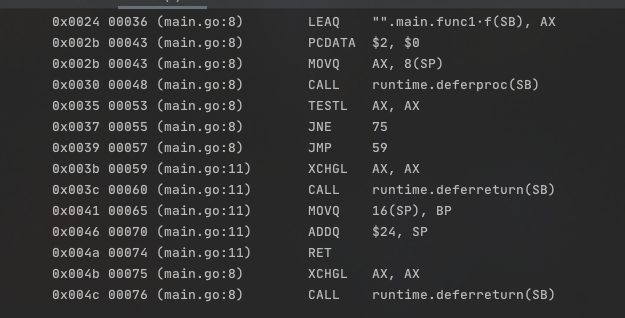 0x0024 00036 (main.go:8) LEAQ "".main.func1·f(SB), AX
0x002b 00043 (main.go:8) PCDATA $2, $0
0x002b 00043 (main.go:8) MOVQ AX, 8(SP)
0x0030 00048 (main.go:8) CALL runtime.deferproc(SB)
0x0035 00053 (main.go:8) TESTL AX, AX
0x0037 00055 (main.go:8) JNE 75
0x0039 00057 (main.go:8) JMP 59
0x003b 00059 (main.go:11) XCHGL AX, AX
0x003c 00060 (main.go:11) CALL runtime.deferreturn(SB)
0x0041 00065 (main.go:11) MOVQ 16(SP), BP
0x0046 00070 (main.go:11) ADDQ $24, SP
0x004a 00074 (main.go:11) RET
0x004b 00075 (main.go:8) XCHGL AX, AX
0x004c 00076 (main.go:8) CALL runtime.deferreturn(SB)